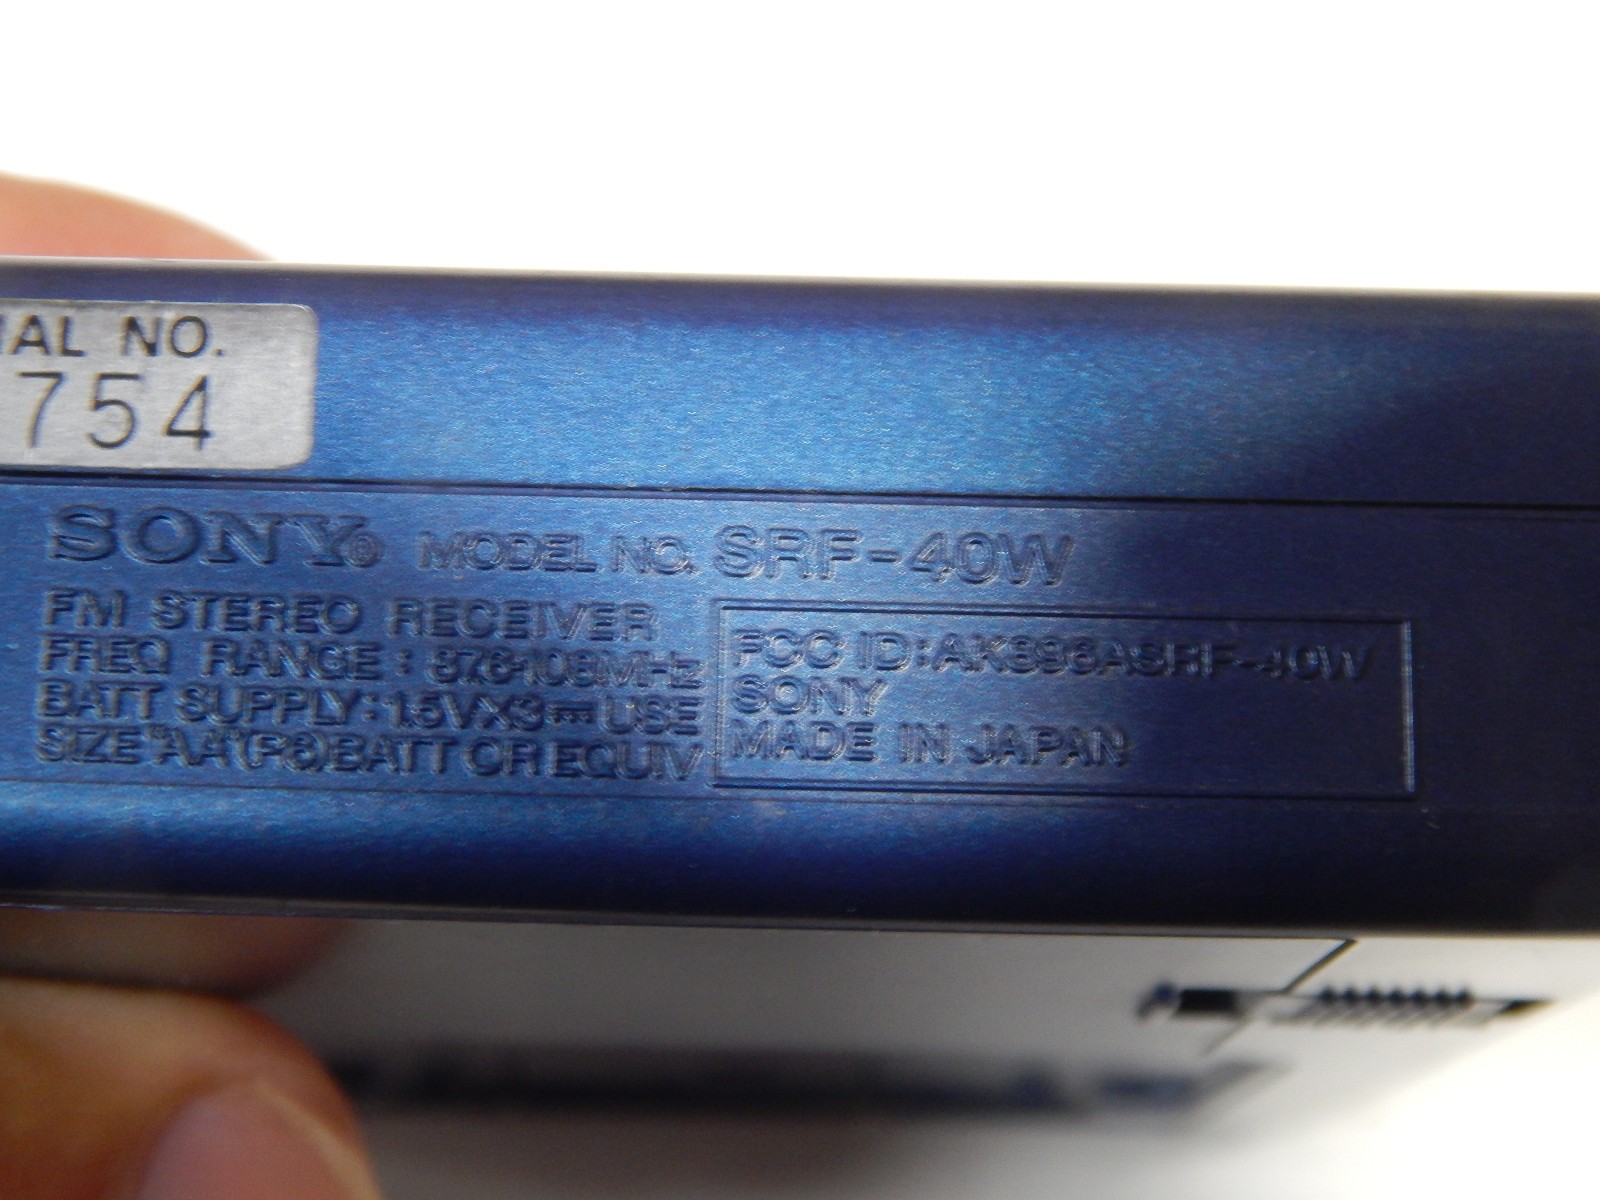 IAL NO.
754
SONY® MODEL NO. SRF-40W
FM STEREO RECEIVER
FREQ RANGE: 87.6-108MHz
BATT SUPPLY: 1.5VX3⎓USE
SIZE "AA"(R6)BATT OR EQUIV
FCC ID:AK896ASRF-40W
SONY
MADE IN JAPAN